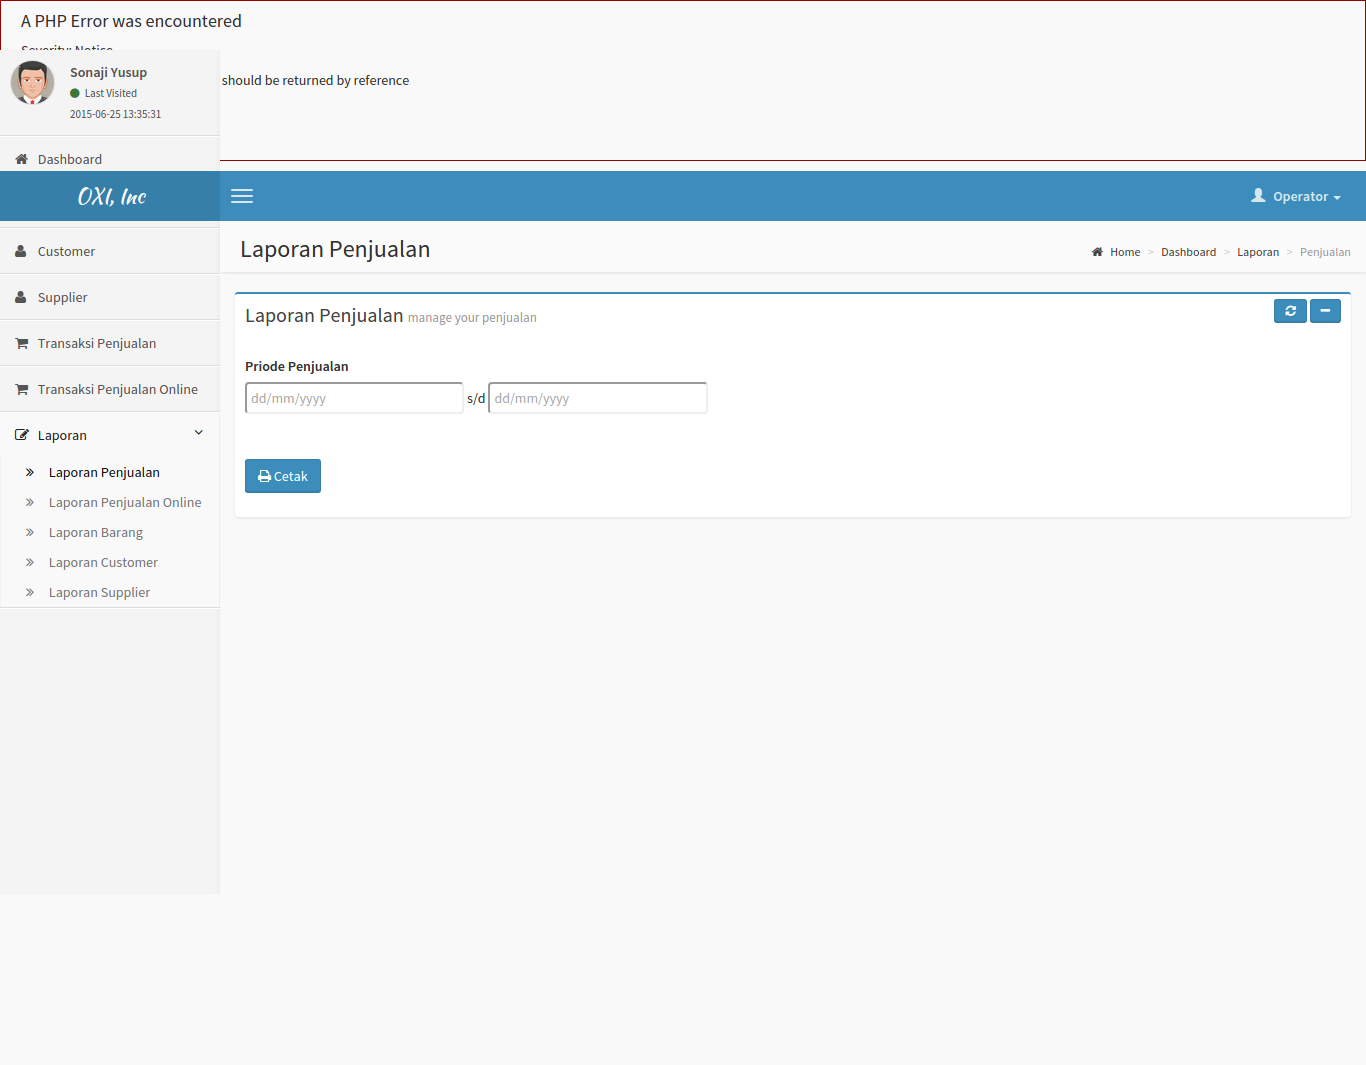 A PHP Error was encountered
Severity: Notice
should be returned by reference
Sonaji Yusup
Last Visited
2015-06-25 13:35:31
Dashboard
OXI, Inc
Operator
Customer
Supplier
Transaksi Penjualan
Transaksi Penjualan Online
Laporan
Laporan Penjualan
Laporan Penjualan Online
Laporan Barang
Laporan Customer
Laporan Supplier
Laporan Penjualan
Home > Dashboard > Laporan > Penjualan
Laporan Penjualan manage your penjualan
Priode Penjualan
dd/mm/yyyy s/d dd/mm/yyyy
Cetak